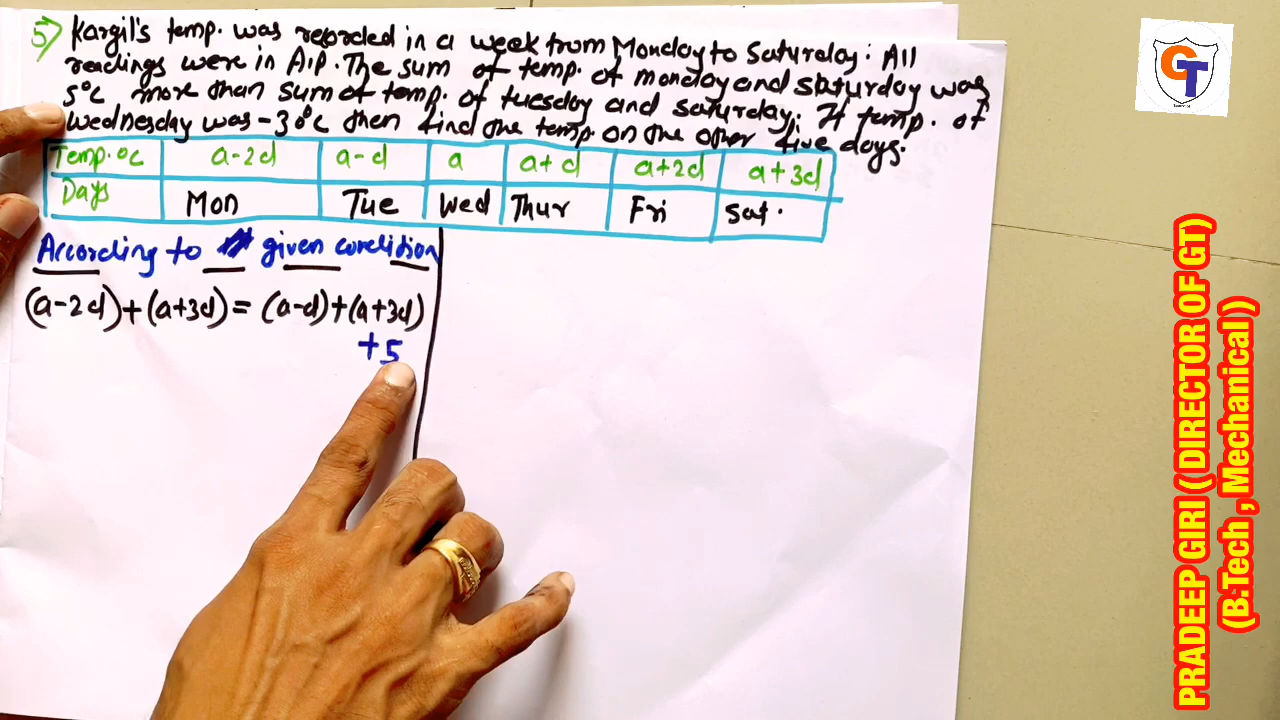 5) Kargil's temp. was recorded in a week from Monday to Saturday: All
readings were in A.P. The sum of temp. of monday and saturday was
5°C more than sum of temp. of tuesday and saturday. If temp. of
Wednesday was -30°C then find the temp. on the other five days.
Temp. °C a-2d a-d a a+d a+2d a+3d
Days Mon Tue Wed Thur Fri Sat.
According to given condition
(a-2d)+(a+3d) = (a-d)+(a+3d)
+5
GT
PRADEEP GIRI ( DIRECTOR OF GT)
(B.Tech , Mechanical )